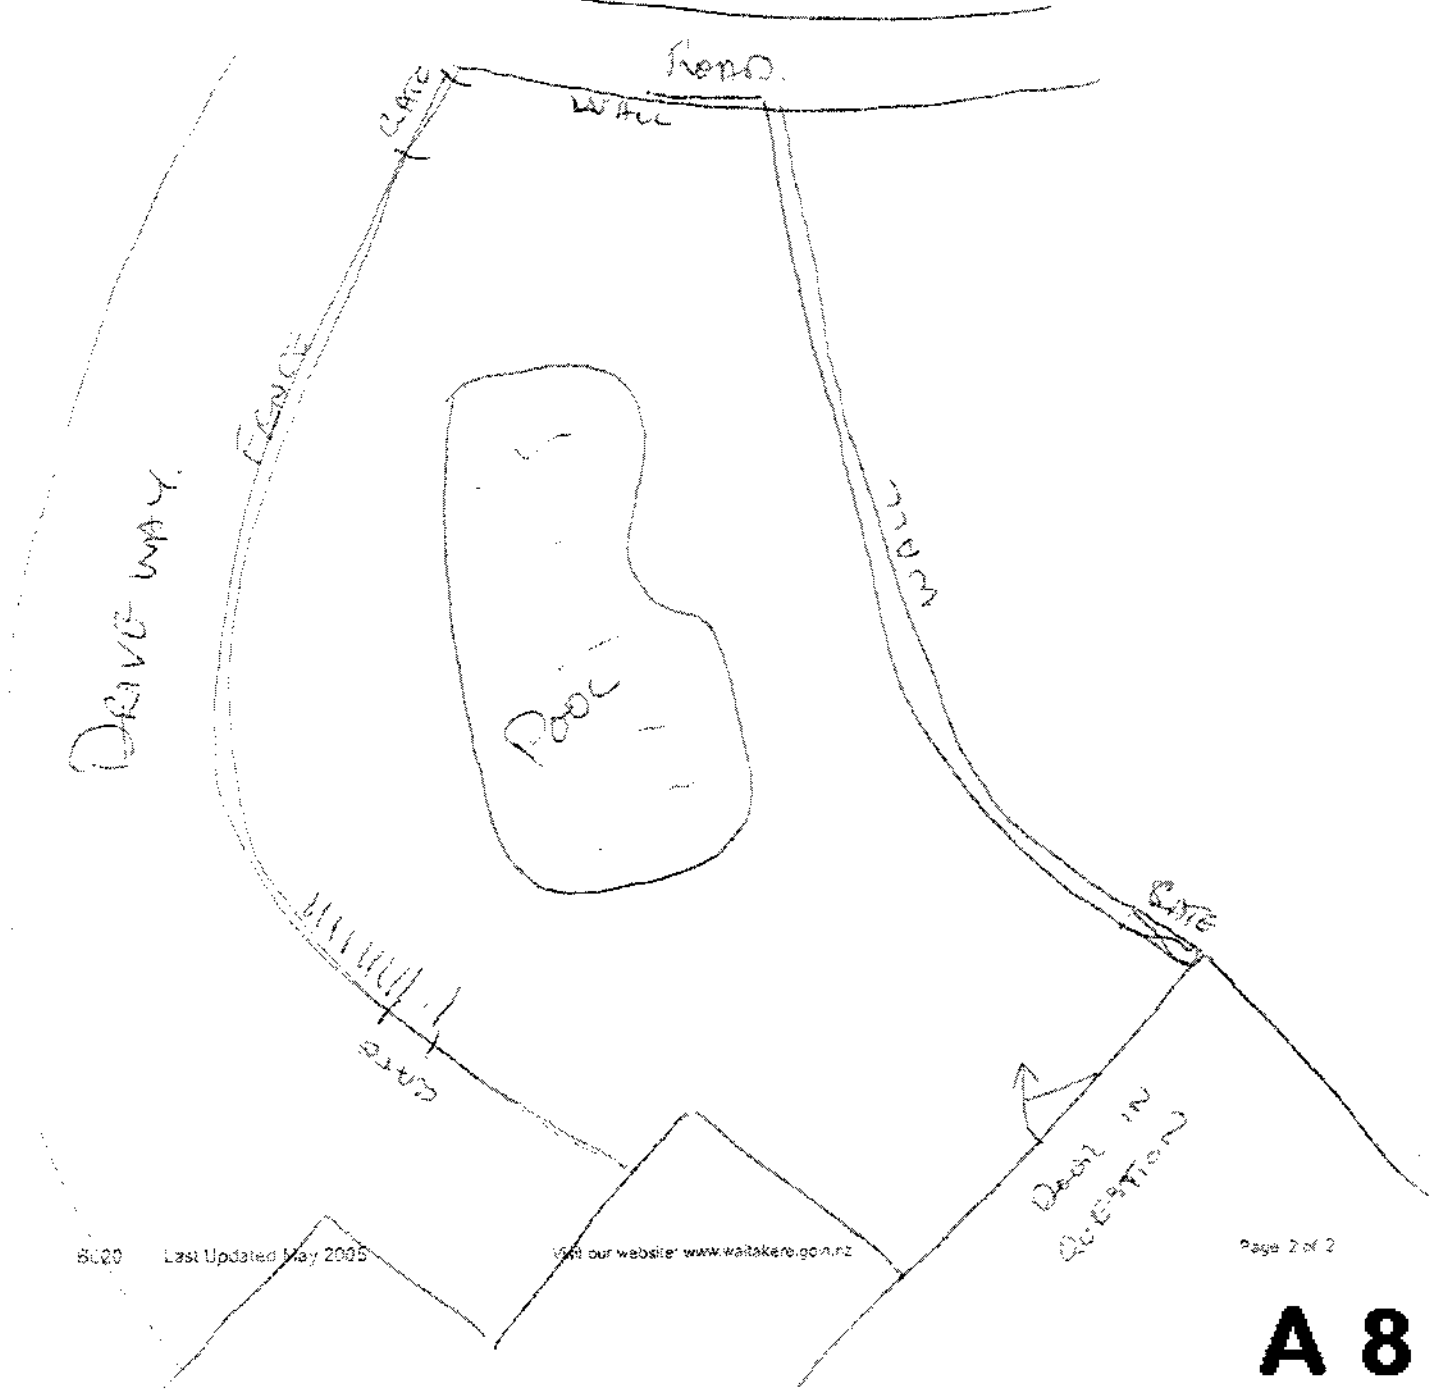 ROAD.
GATE
WALL
FENCE
DRIVE WAY.
WALL
POOL
GATE
GATE
DOOR IN
QUESTION
BC20 Last Updated May 2005 Visit our website: www.waitakere.govt.nz Page 2 of 2
A 8